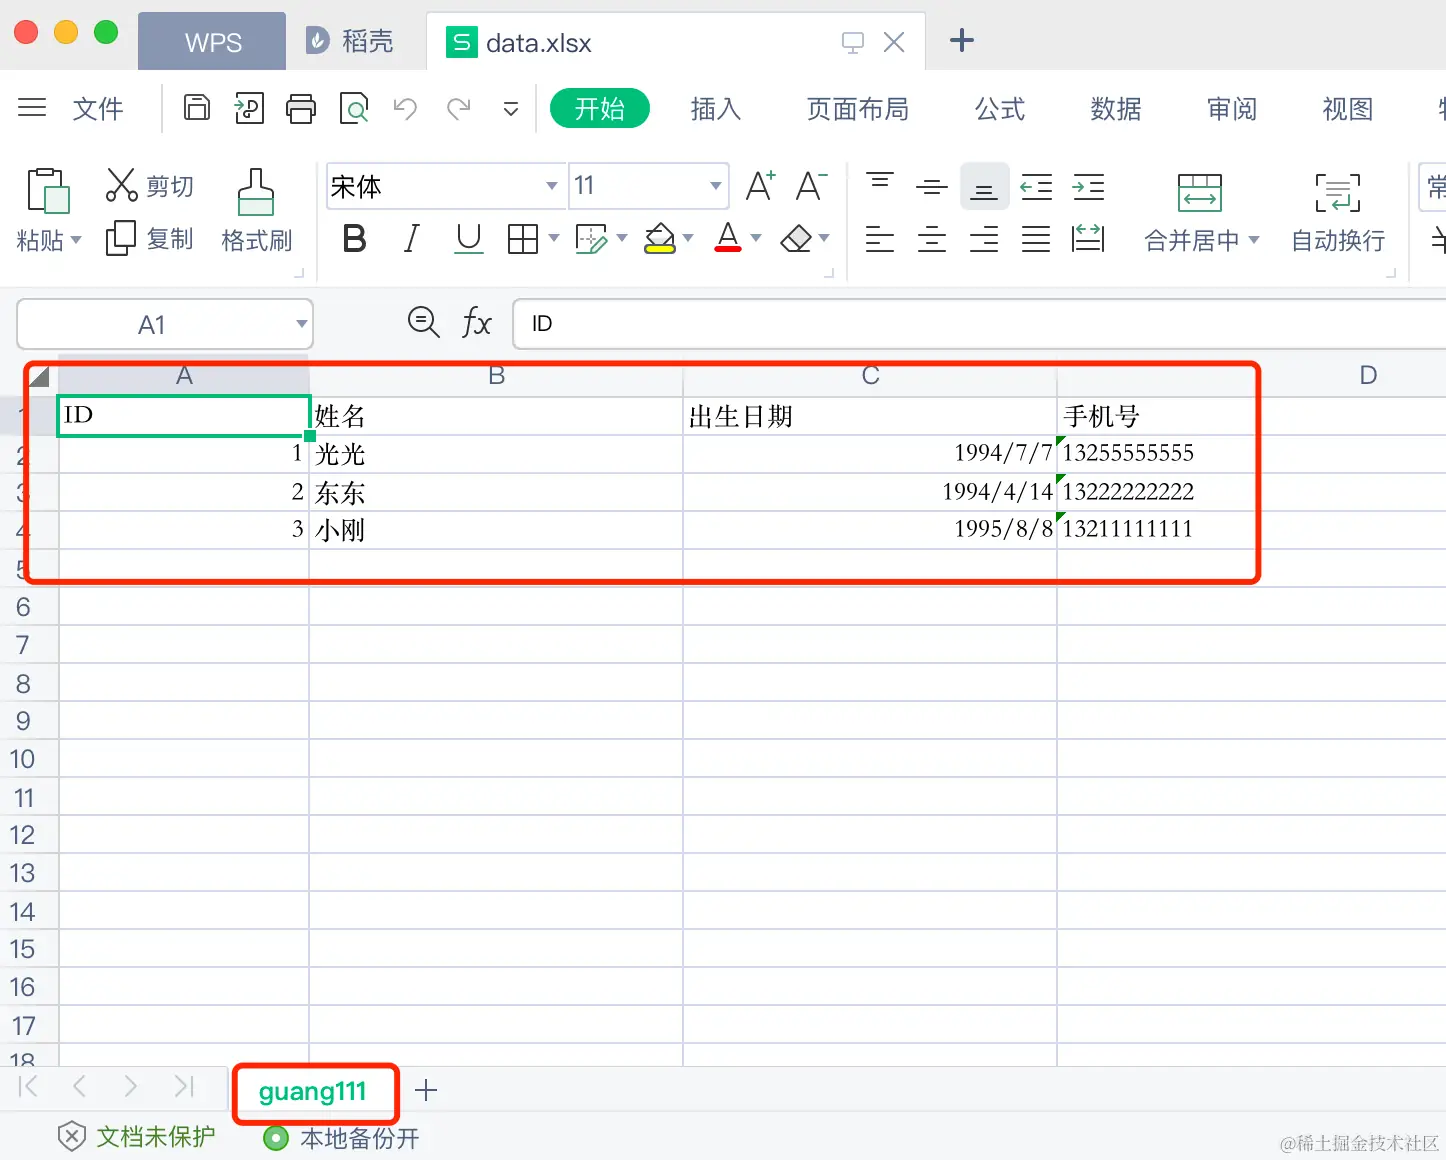 WPS 稻壳 S data.xlsx
文件 开始 插入 页面布局 公式 数据 审阅 视图
剪切 宋体 11 A+ A-
粘贴 复制 格式刷 B I U A 合并居中 自动换行
A1 fx ID
A B C D
1 ID 姓名 出生日期 手机号
2 1 光光 1994/7/7 13255555555
3 2 东东 1994/4/14 13222222222
4 3 小刚 1995/8/8 13211111111
5
6
7
8
9
10
11
12
13
14
15
16
17
18
guang111
文档未保护 本地备份开
@稀土掘金技术社区